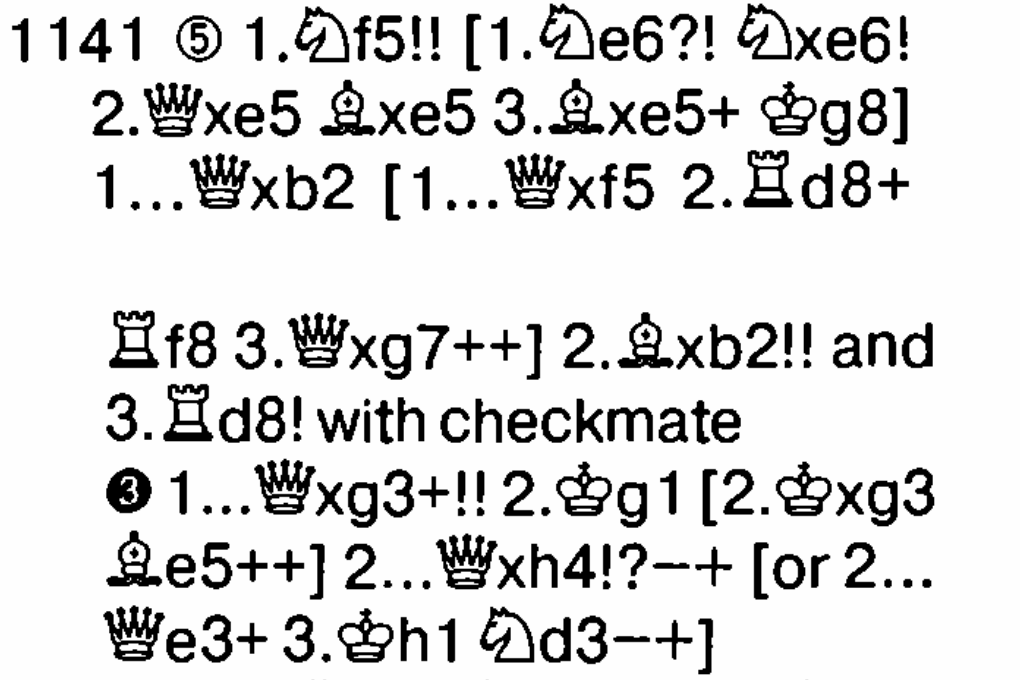 1141 ⑤ 1.♘f5!! [1.♘e6?! ♘xe6!
2.♕xe5 ♗xe5 3.♗xe5+ ♔g8]
1...♕xb2 [1...♕xf5 2.♖d8+
♖f8 3.♕xg7++] 2.♗xb2!! and
3.♖d8! with checkmate
❸ 1...♕xg3+!! 2.♔g1 [2.♔xg3
♗e5++] 2...♕xh4!?−+ [or 2...
♕e3+ 3.♔h1 ♘d3−+]